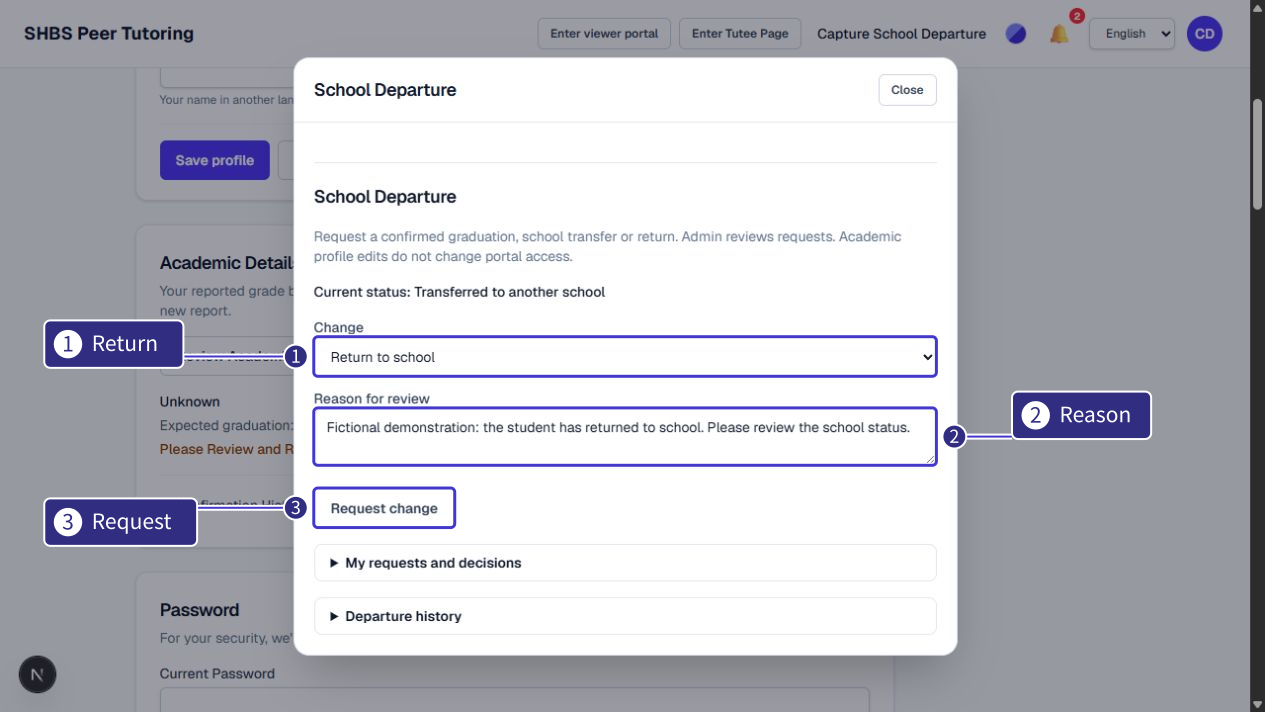 SHBS Peer Tutoring
Enter viewer portal
Enter Tutee Page
Capture School Departure
2
English
CD
Your name in another lan
Save profile
School Departure
Close
School Departure
Request a confirmed graduation, school transfer or return. Admin reviews requests. Academic
profile edits do not change portal access.
Current status: Transferred to another school
Change
1 Return
1
Return to school
Reason for review
Fictional demonstration: the student has returned to school. Please review the school status.
2
2 Reason
3 Request
3
Request change
▶ My requests and decisions
▶ Departure history
Academic Detail
Your reported grade b
new report.
Unknown
Expected graduation:
Please Review and R
Password
For your security, we'
Current Password
N